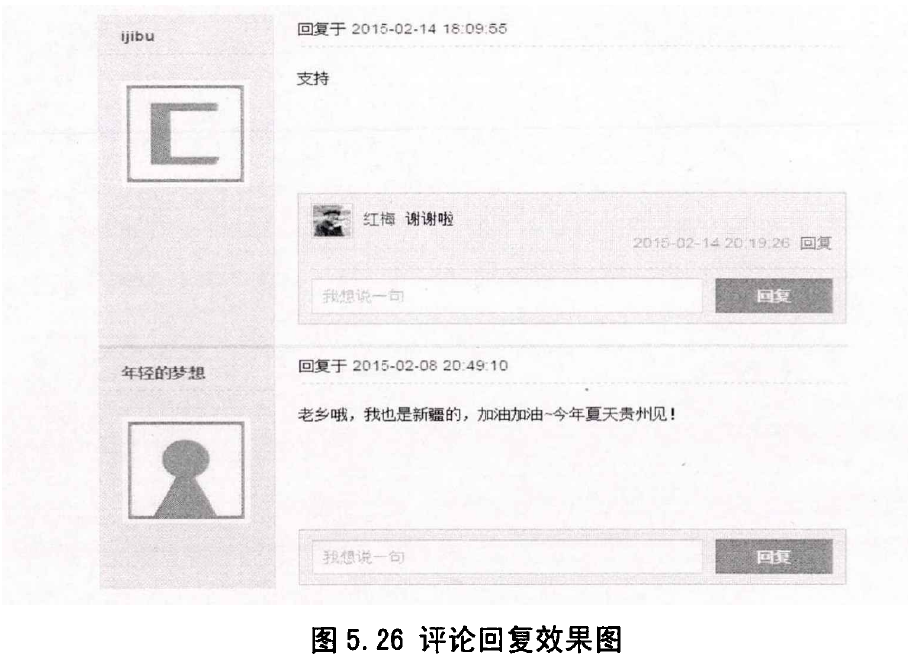 ijibu
回复于 2015-02-14 18:09:55
支持
红梅 谢谢啦
2015-02-14 20:19:26 回复
我想说一句
回复
年轻的梦想
回复于 2015-02-08 20:49:10
老乡哦，我也是新疆的，加油加油~今年夏天贵州见！
我想说一句
回复
图 5.26 评论回复效果图